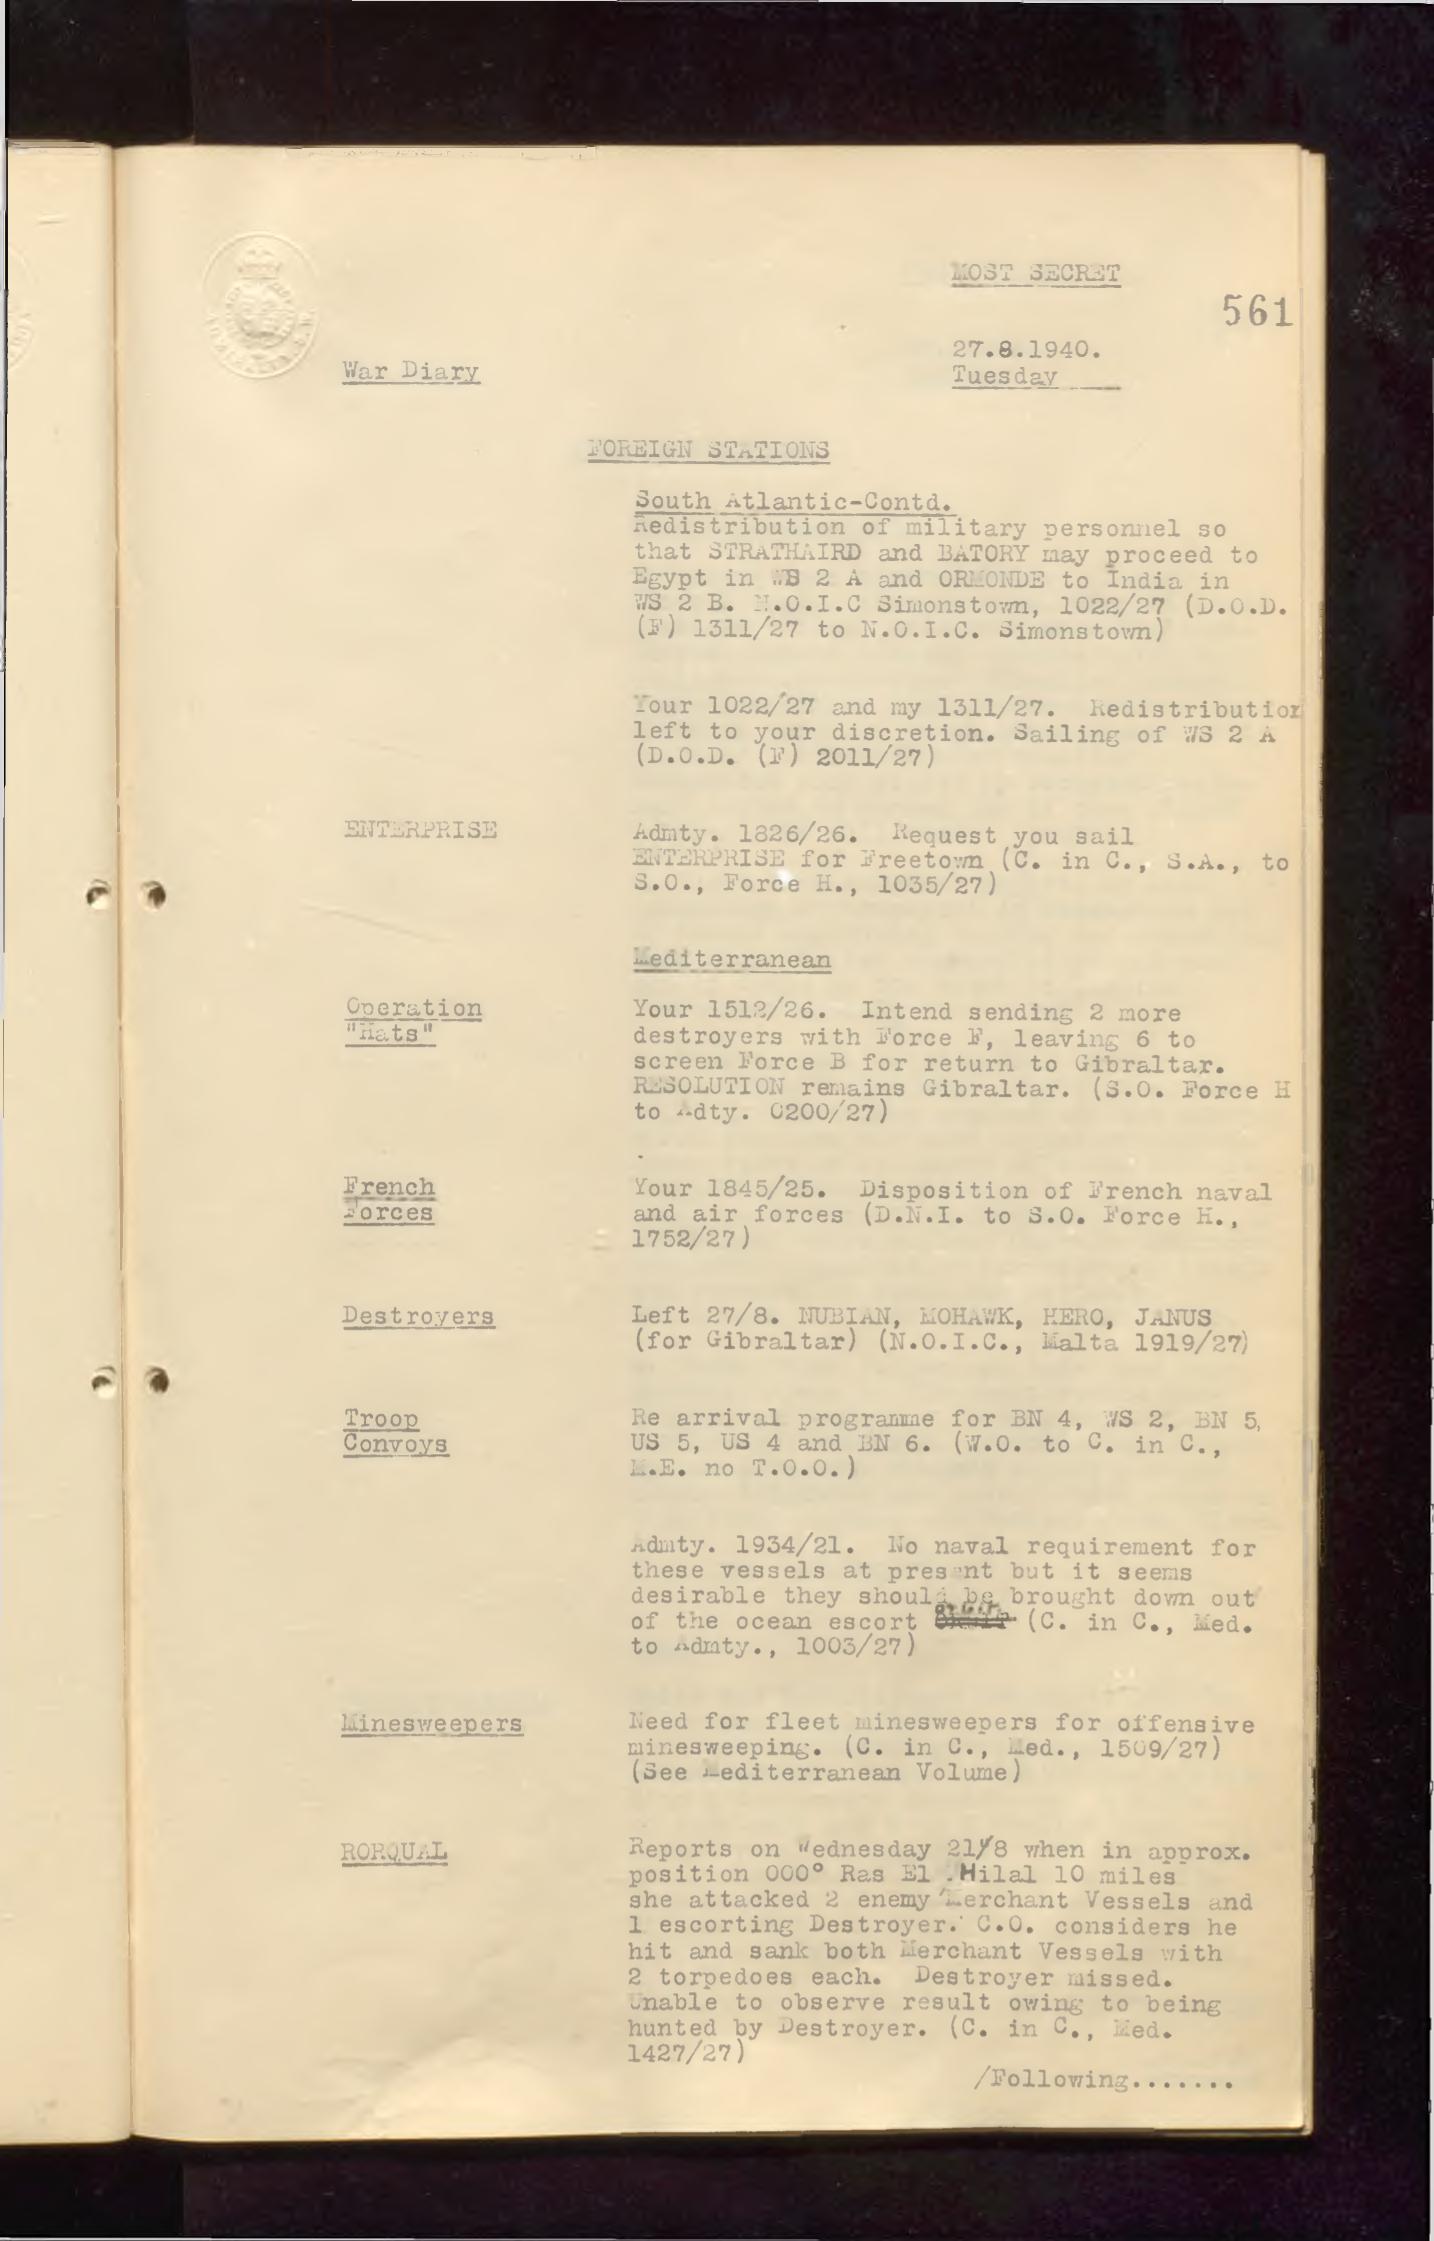 MOST SECRET
561
27.8.1940.
War Diary
Tuesday
FOREIGN STATIONS
South Atlantic-Contd.
Redistribution of military personnel so
that STRATHAIRD and BATORY may proceed to
Egypt in WS 2 A and ORMONDE to India in
WS 2 B. N.O.I.C Simonstown, 1022/27 (D.O.D.
(F) 1311/27 to N.O.I.C. Simonstown)
Your 1022/27 and my 1311/27. Redistribution
left to your discretion. Sailing of WS 2 A
(D.O.D. (F) 2011/27)
ENTERPRISE
Admty. 1826/26. Request you sail
ENTERPRISE for Freetown (C. in C., S.A., to
S.O., Force H., 1035/27)
Mediterranean
Operation
"Hats"
Your 1512/26. Intend sending 2 more
destroyers with Force F, leaving 6 to
screen Force B for return to Gibraltar.
RESOLUTION remains Gibraltar. (S.O. Force H
to Adty. 0200/27)
French
Forces
Your 1845/25. Disposition of French naval
and air forces (D.N.I. to S.O. Force H.,
1752/27)
Destroyers
Left 27/8. NUBIAN, MOHAWK, HERO, JANUS
(for Gibraltar) (N.O.I.C., Malta 1919/27)
Troop
Convoys
Re arrival programme for BN 4, WS 2, BN 5,
US 5, US 4 and BN 6. (W.O. to C. in C.,
M.E. no T.O.O.)
Admty. 1934/21. No naval requirement for
these vessels at present but it seems
desirable they should be brought down out
of the ocean escort (C. in C., Med.
to Admty., 1003/27)
Minesweepers
Need for fleet minesweepers for offensive
minesweeping. (C. in C., Med., 1509/27)
(See Mediterranean Volume)
RORQUAL
Reports on Wednesday 21/8 when in approx.
position 000° Ras El Hilal 10 miles
she attacked 2 enemy Merchant Vessels and
1 escorting Destroyer. C.O. considers he
hit and sank both Merchant Vessels with
2 torpedoes each. Destroyer missed.
Unable to observe result owing to being
hunted by Destroyer. (C. in C., Med.
1427/27)
/Following.......